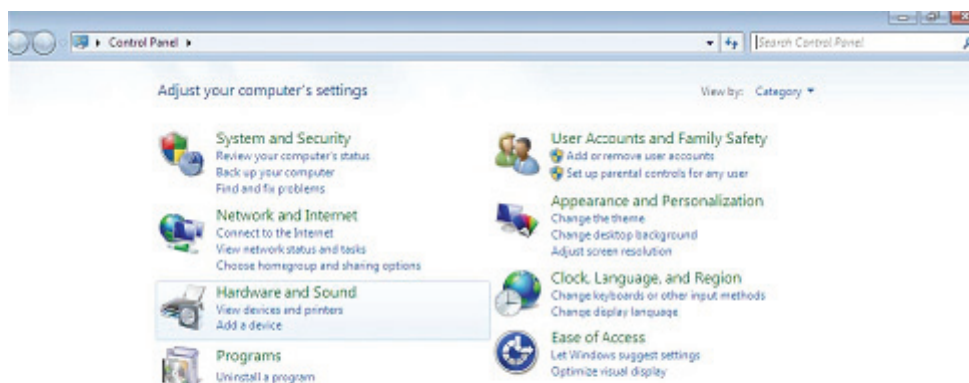 Control Panel
Search Control Panel
Adjust your computer's settings
View by: Category
System and Security
Review your computer's status
Back up your computer
Find and fix problems
Network and Internet
Connect to the Internet
View network status and tasks
Choose homegroup and sharing options
Hardware and Sound
View devices and printers
Add a device
Programs
Uninstall a program
User Accounts and Family Safety
Add or remove user accounts
Set up parental controls for any user
Appearance and Personalization
Change the theme
Change desktop background
Adjust screen resolution
Clock, Language, and Region
Change keyboards or other input methods
Change display language
Ease of Access
Let Windows suggest settings
Optimize visual display